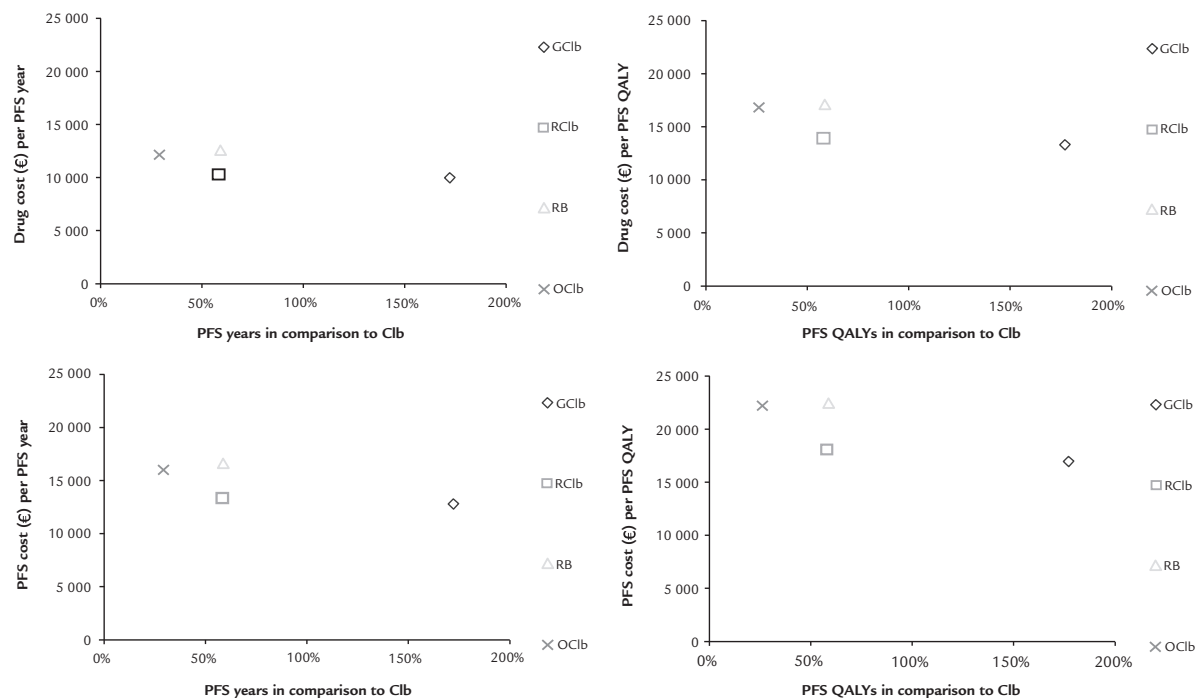 Drug cost (€) per PFS year
25 000
20 000
15 000
10 000
5 000
0
0%
50%
100%
150%
200%
PFS years in comparison to Clb
GClb
RClb
RB
OClb
Drug cost (€) per PFS QALY
25 000
20 000
15 000
10 000
5 000
0
0%
50%
100%
150%
200%
PFS QALYs in comparison to Clb
GClb
RClb
RB
OClb
PFS cost (€) per PFS year
25 000
20 000
15 000
10 000
5 000
0
0%
50%
100%
150%
200%
PFS years in comparison to Clb
GClb
RClb
RB
OClb
PFS cost (€) per PFS QALY
25 000
20 000
15 000
10 000
5 000
0
0%
50%
100%
150%
200%
PFS QALYs in comparison to Clb
GClb
RClb
RB
OClb